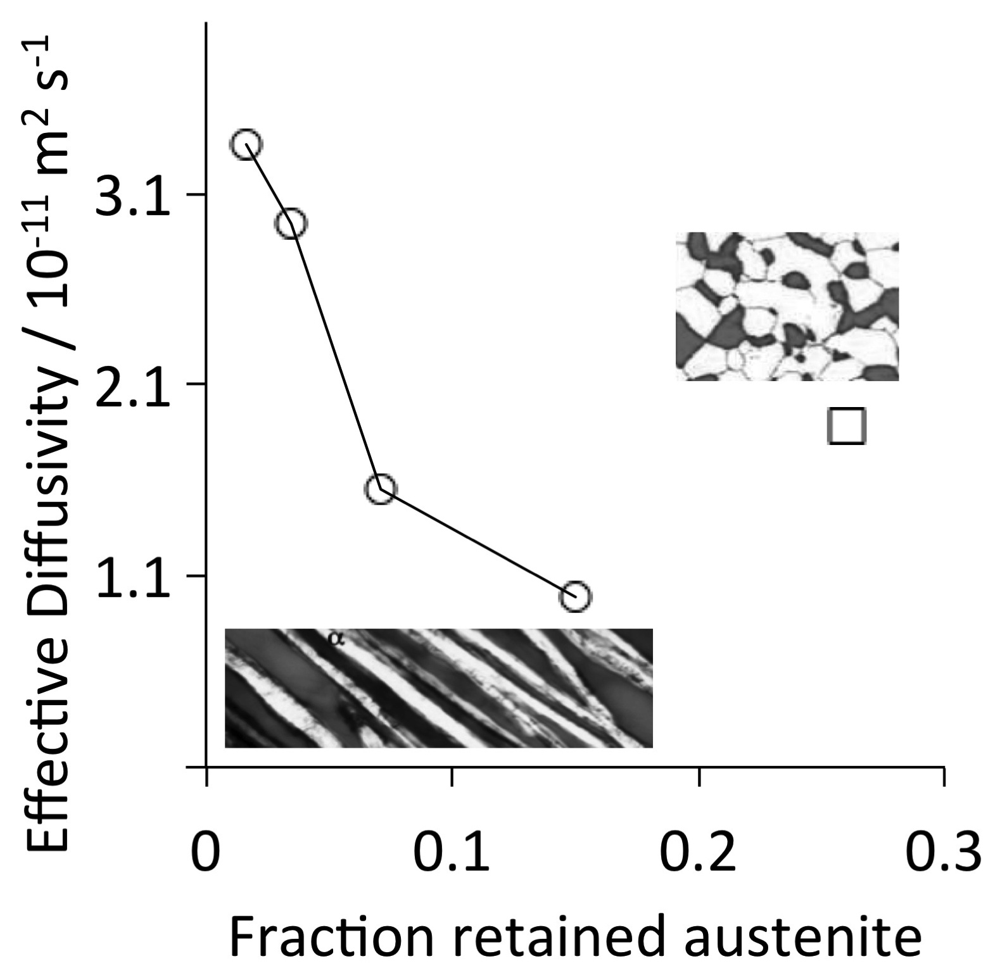 Effective Diffusivity / 10⁻¹¹ m² s⁻¹
3.1
2.1
1.1
α
0 0.1 0.2 0.3
Fraction retained austenite